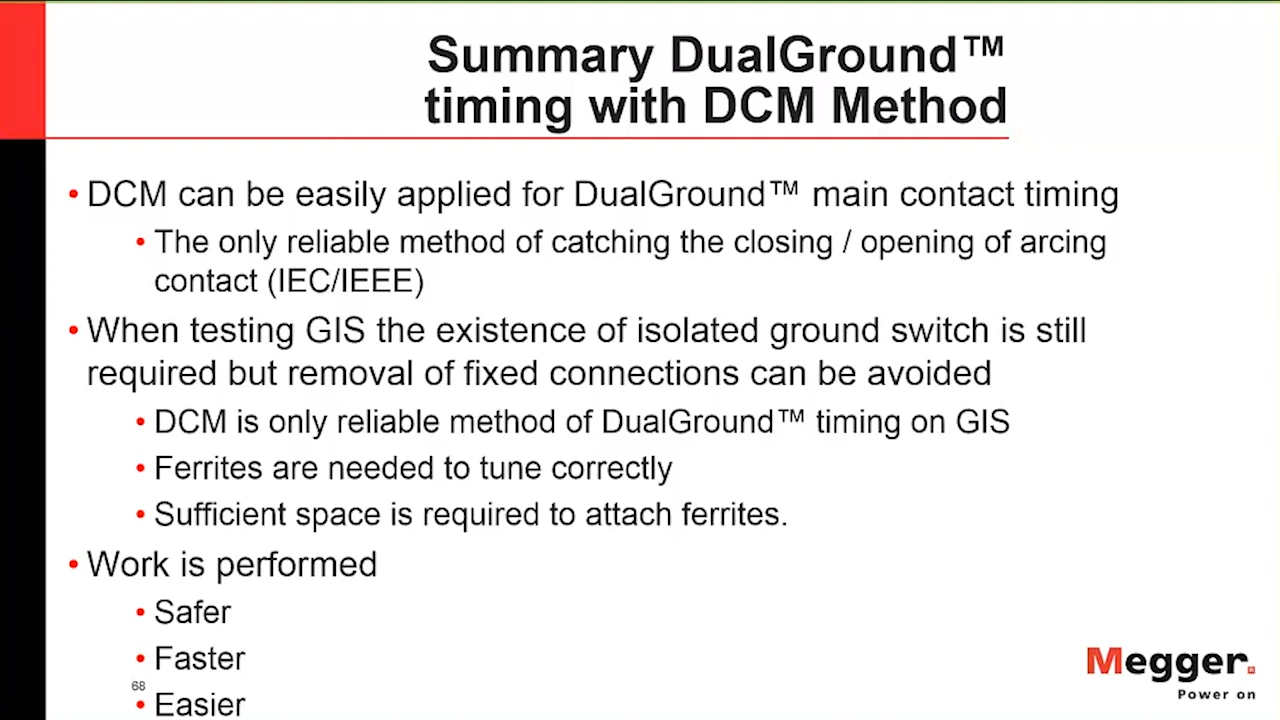 Summary DualGround™
timing with DCM Method
• DCM can be easily applied for DualGround™ main contact timing
• The only reliable method of catching the closing / opening of arcing
contact (IEC/IEEE)
• When testing GIS the existence of isolated ground switch is still
required but removal of fixed connections can be avoided
• DCM is only reliable method of DualGround™ timing on GIS
• Ferrites are needed to tune correctly
• Sufficient space is required to attach ferrites.
• Work is performed
• Safer
• Faster
68
• Easier
Megger
Power on